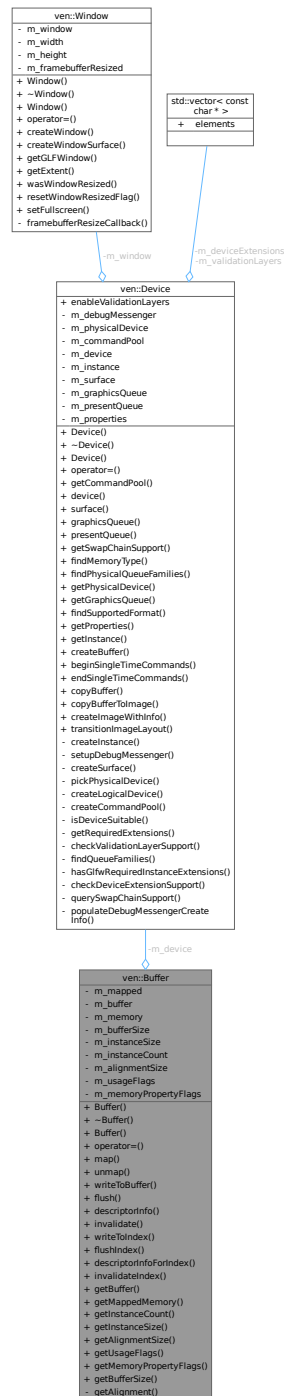 ven::Window
- m_window
- m_width
- m_height
- m_framebufferResized
+ Window()
+ ~Window()
+ Window()
+ operator=()
+ createWindow()
+ createWindowSurface()
+ getGLFWindow()
+ getExtent()
+ wasWindowResized()
+ resetWindowResizedFlag()
+ setFullscreen()
- framebufferResizeCallback()
std::vector< const
char * >
+ elements
-m_window
-m_deviceExtensions
-m_validationLayers
ven::Device
+ enableValidationLayers
- m_debugMessenger
- m_physicalDevice
- m_commandPool
- m_device
- m_instance
- m_surface
- m_graphicsQueue
- m_presentQueue
- m_properties
+ Device()
+ ~Device()
+ Device()
+ operator=()
+ getCommandPool()
+ device()
+ surface()
+ graphicsQueue()
+ presentQueue()
+ getSwapChainSupport()
+ findMemoryType()
+ findPhysicalQueueFamilies()
+ getPhysicalDevice()
+ getGraphicsQueue()
+ findSupportedFormat()
+ getProperties()
+ getInstance()
+ createBuffer()
+ beginSingleTimeCommands()
+ endSingleTimeCommands()
+ copyBuffer()
+ copyBufferToImage()
+ createImageWithInfo()
+ transitionImageLayout()
- createInstance()
- setupDebugMessenger()
- createSurface()
- pickPhysicalDevice()
- createLogicalDevice()
- createCommandPool()
- isDeviceSuitable()
- getRequiredExtensions()
- checkValidationLayerSupport()
- findQueueFamilies()
- hasGlfwRequiredInstanceExtensions()
- checkDeviceExtensionSupport()
- querySwapChainSupport()
- populateDebugMessengerCreate
Info()
-m_device
ven::Buffer
- m_mapped
- m_buffer
- m_memory
- m_bufferSize
- m_instanceSize
- m_instanceCount
- m_alignmentSize
- m_usageFlags
- m_memoryPropertyFlags
+ Buffer()
+ ~Buffer()
+ Buffer()
+ operator=()
+ map()
+ unmap()
+ writeToBuffer()
+ flush()
+ descriptorInfo()
+ invalidate()
+ writeToIndex()
+ flushIndex()
+ descriptorInfoForIndex()
+ invalidateIndex()
+ getBuffer()
+ getMappedMemory()
+ getInstanceCount()
+ getInstanceSize()
+ getAlignmentSize()
+ getUsageFlags()
+ getMemoryPropertyFlags()
+ getBufferSize()
- getAlignment()